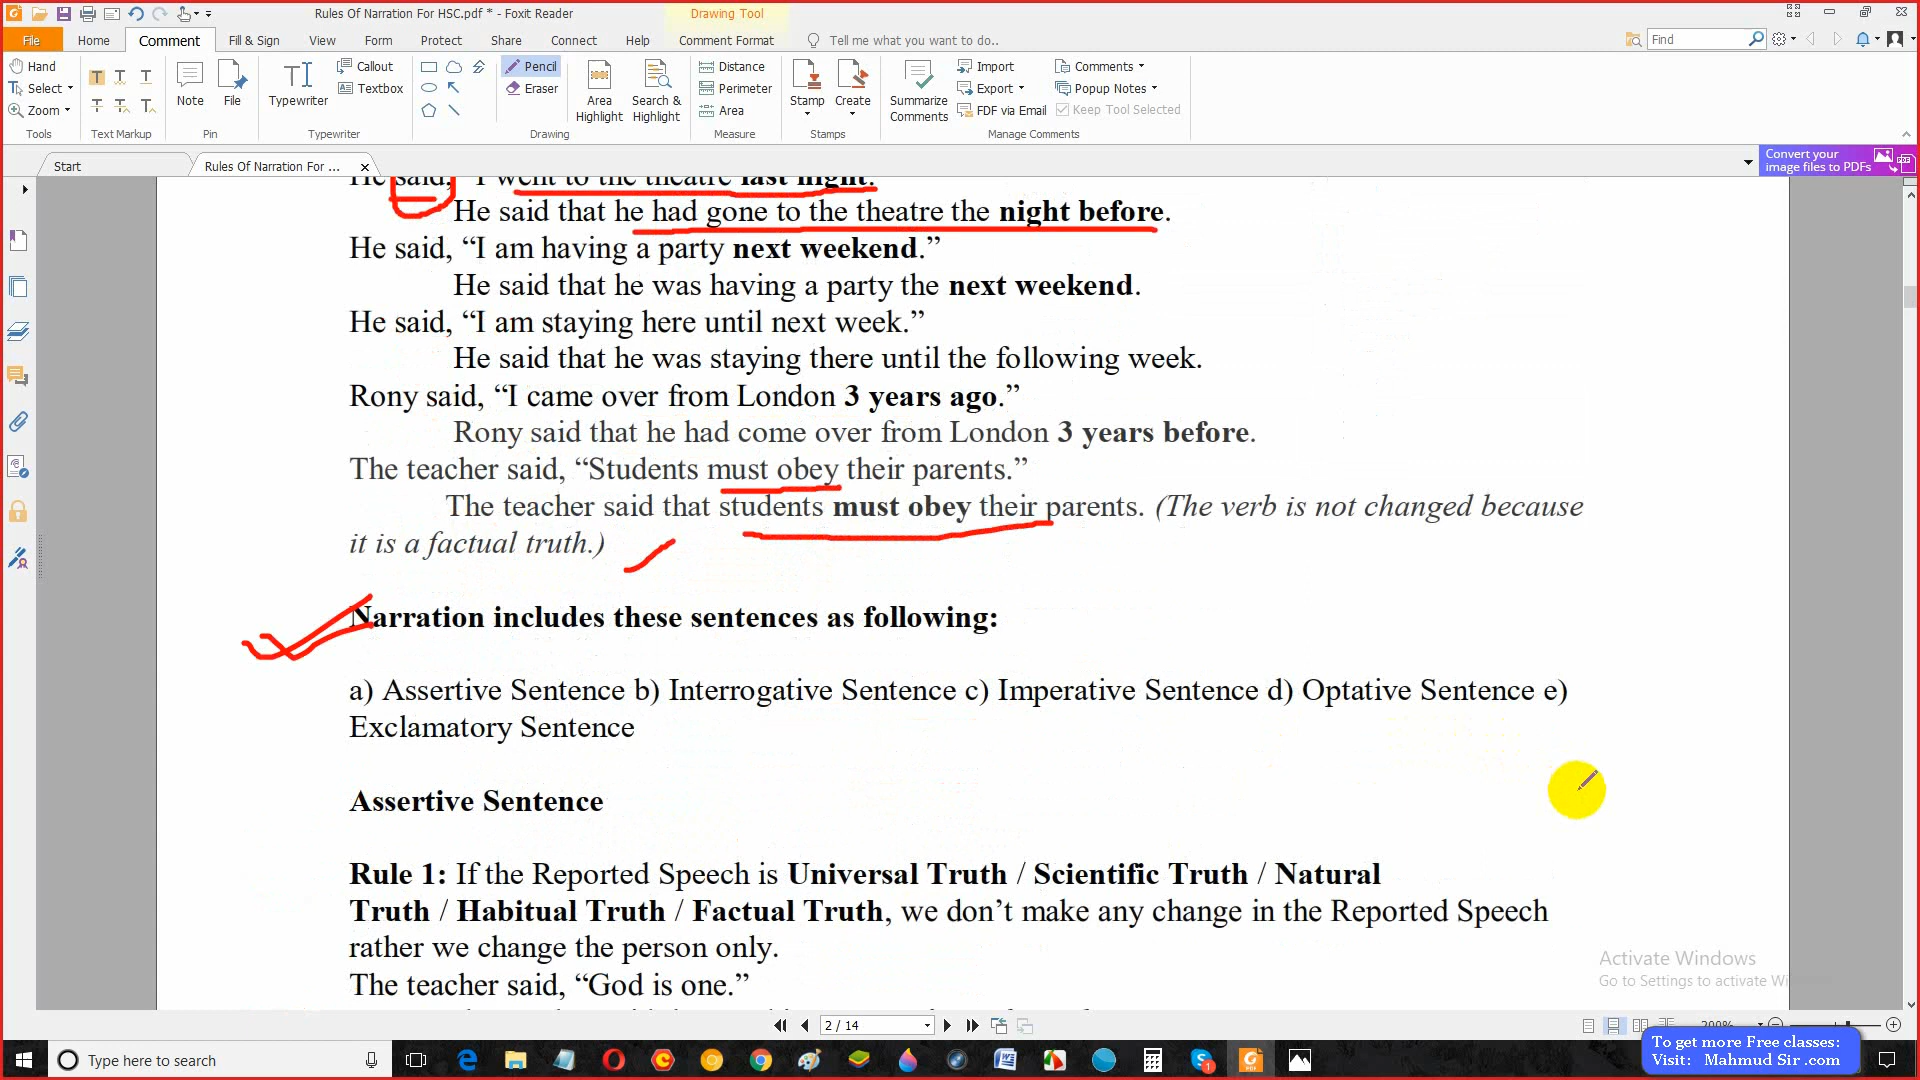 Rules Of Narration For HSC.pdf * - Foxit Reader
Drawing Tool
File Home Comment Fill & Sign View Form Protect Share Connect Help Comment Format Tell me what you want to do.. Find
Hand
Select
Zoom
Tools
Text Markup
Note
File
Pin
Typewriter
Callout
Textbox
Typewriter
Pencil
Eraser
Area
Highlight
Search &
Highlight
Drawing
Distance
Perimeter
Area
Measure
Stamp
Create
Stamps
Summarize
Comments
Import
Export
FDF via Email
Comments
Popup Notes
Keep Tool Selected
Manage Comments
Start
Rules Of Narration For ...
Convert your
image files to PDFs
He said, “I went to the theatre last night.
He said that he had gone to the theatre the night before.
He said, “I am having a party next weekend.”
He said that he was having a party the next weekend.
He said, “I am staying here until next week.”
He said that he was staying there until the following week.
Rony said, “I came over from London 3 years ago.”
Rony said that he had come over from London 3 years before.
The teacher said, “Students must obey their parents.”
The teacher said that students must obey their parents. (The verb is not changed because
it is a factual truth.)
Narration includes these sentences as following:
a) Assertive Sentence b) Interrogative Sentence c) Imperative Sentence d) Optative Sentence e)
Exclamatory Sentence
Assertive Sentence
Rule 1: If the Reported Speech is Universal Truth / Scientific Truth / Natural
Truth / Habitual Truth / Factual Truth, we don’t make any change in the Reported Speech
rather we change the person only.
The teacher said, “God is one.”
Activate Windows
Go to Settings to activate Wi
2 / 14
200%
Type here to search
To get more Free classes:
Visit: Mahmud Sir .com